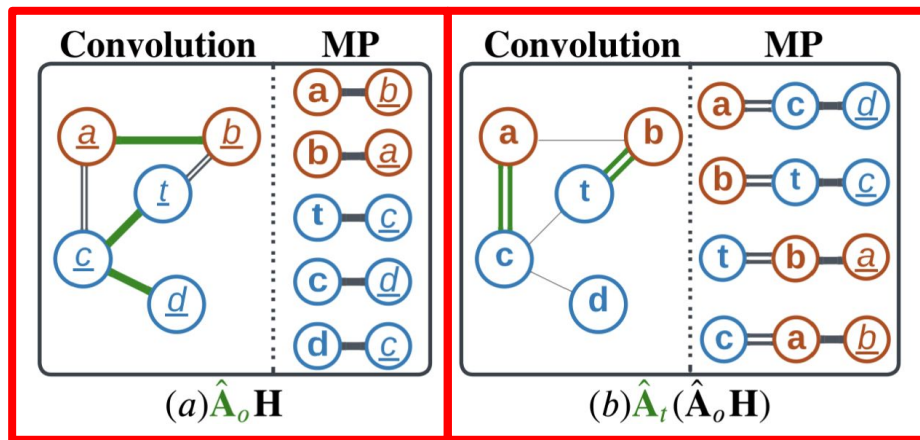 Convolution MP
a b
t
c
d
a b
b a
t c
c d
d c
(a)Â_o H
Convolution MP
a b
t
c
d
a c d
b t c
t b a
c a b
(b)Â_t(Â_o H)